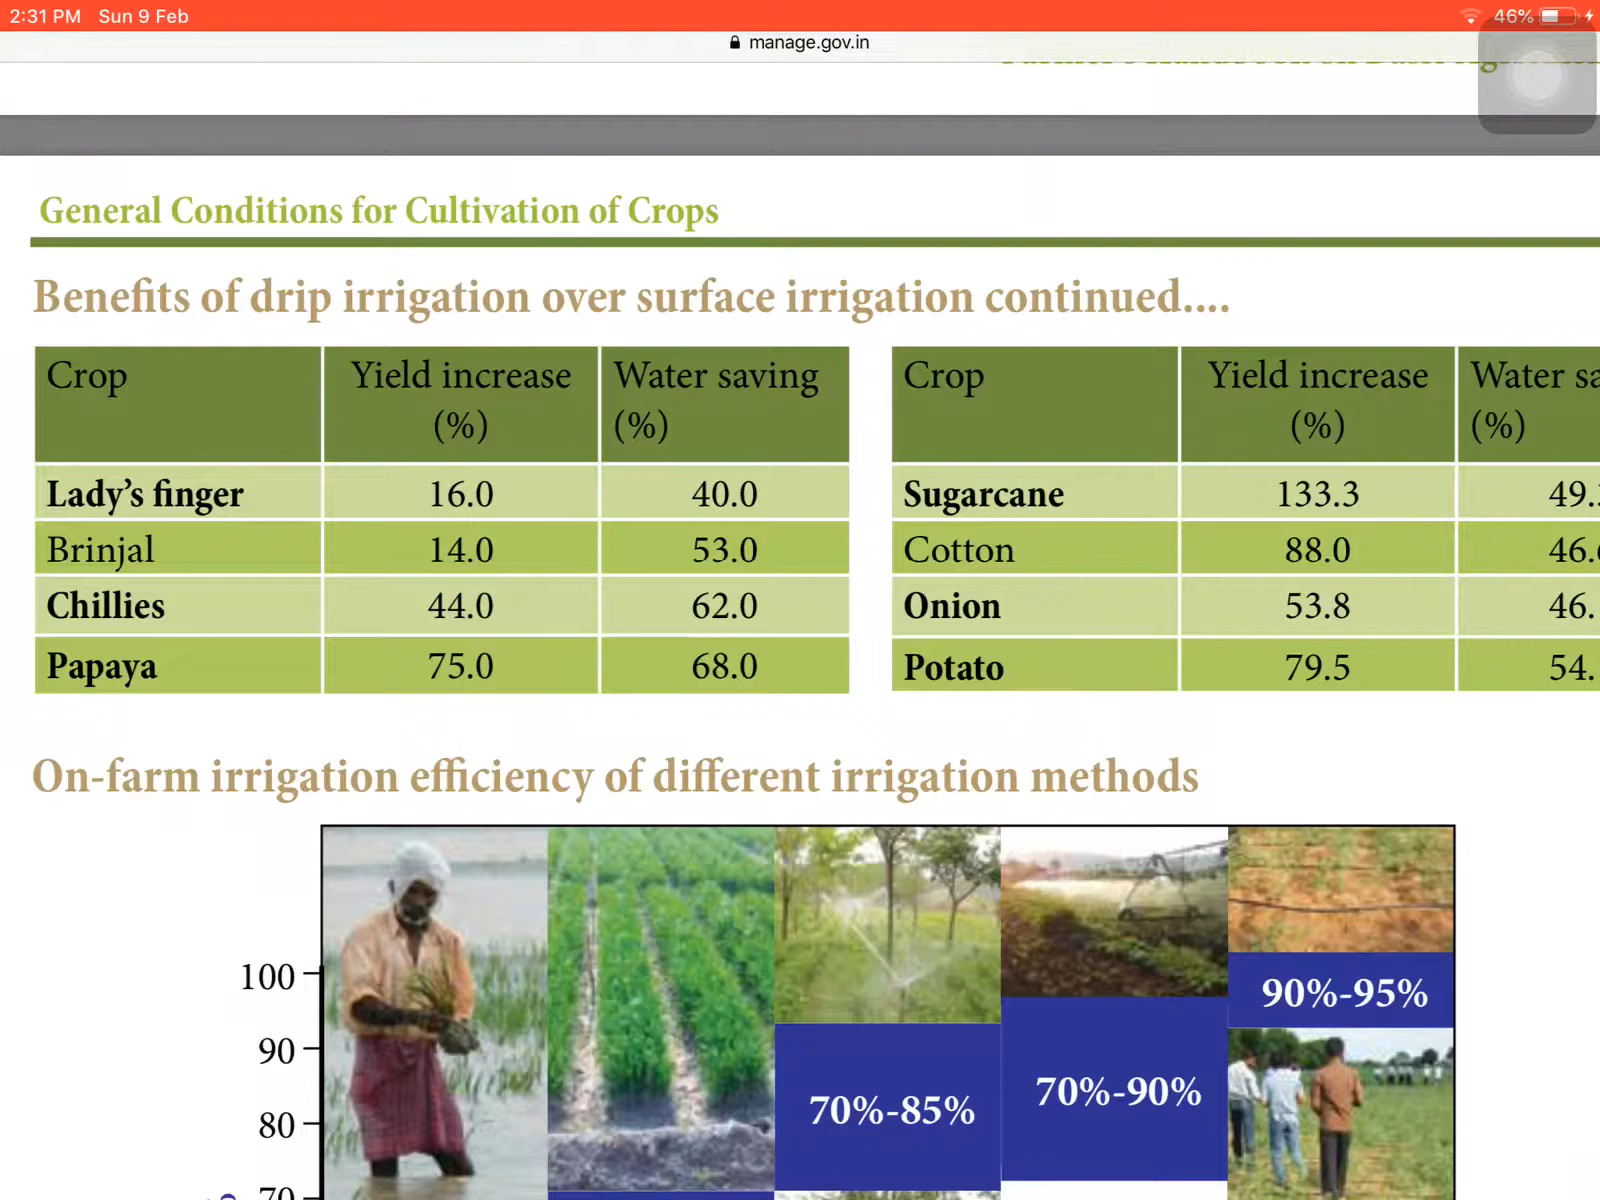 2:31 PM Sun 9 Feb 46%
manage.gov.in
General Conditions for Cultivation of Crops
Benefits of drip irrigation over surface irrigation continued....
Crop Yield increase (%) Water saving (%)
Lady's finger 16.0 40.0
Brinjal 14.0 53.0
Chillies 44.0 62.0
Papaya 75.0 68.0
Crop Yield increase (%) Water (%)
Sugarcane 133.3
Cotton 88.0
Onion 53.8
Potato 79.5
On-farm irrigation efficiency of different irrigation methods
100
90
80
70
70%-85%
70%-90%
90%-95%